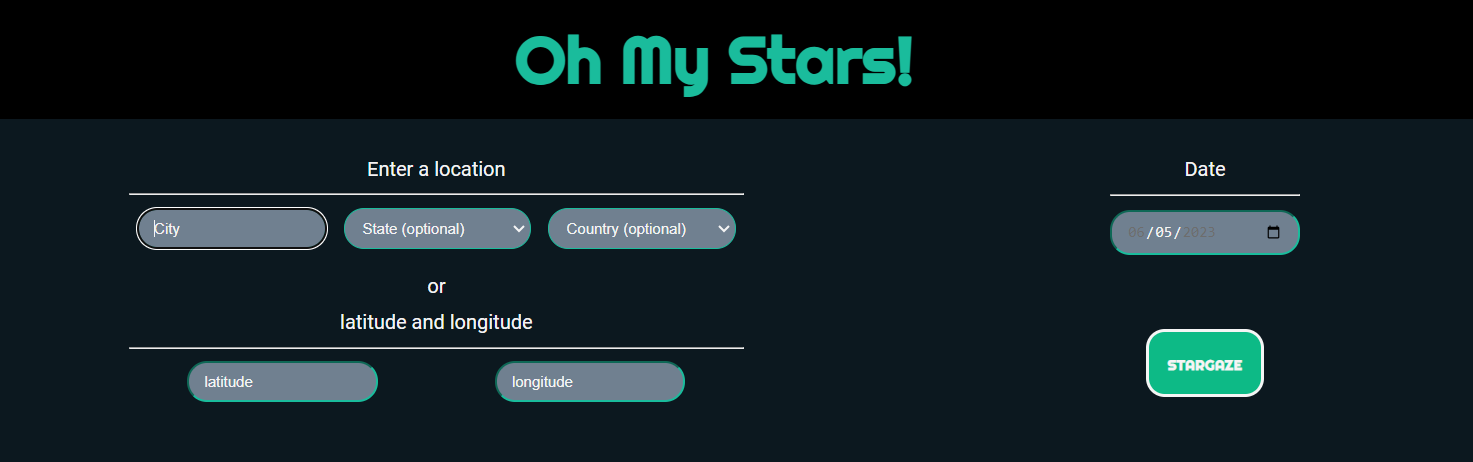 Oh My Stars!
Enter a location
City
State (optional)
Country (optional)
or
latitude and longitude
latitude
longitude
Date
06/05/2023
STARGAZE